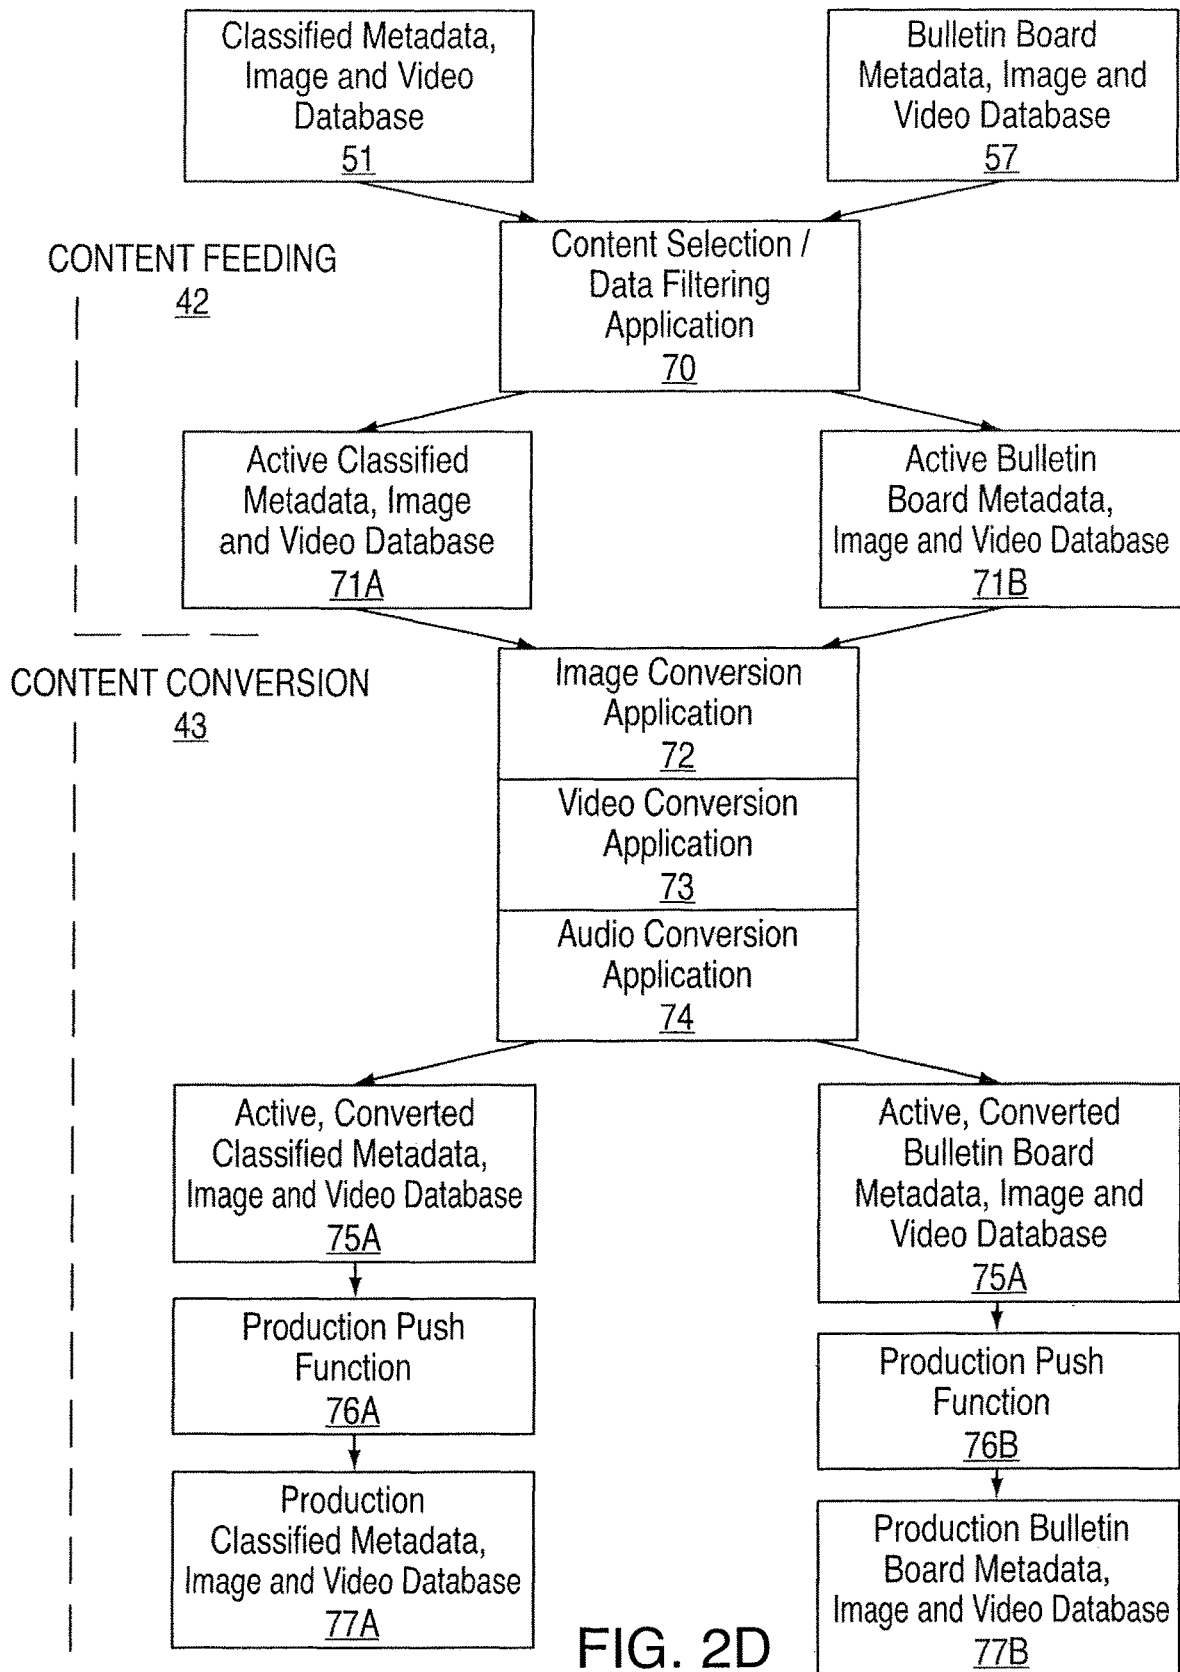 Classified Metadata,
Image and Video
Database
51
Bulletin Board
Metadata, Image and
Video Database
57
CONTENT FEEDING
42
Content Selection /
Data Filtering
Application
70
Active Classified
Metadata, Image
and Video Database
71A
Active Bulletin
Board Metadata,
Image and Video Database
71B
CONTENT CONVERSION
43
Image Conversion
Application
72
Video Conversion
Application
73
Audio Conversion
Application
74
Active, Converted
Classified Metadata,
Image and Video Database
75A
Active, Converted
Bulletin Board
Metadata, Image and
Video Database
75A
Production Push
Function
76A
Production Push
Function
76B
Production
Classified Metadata,
Image and Video Database
77A
Production Bulletin
Board Metadata,
Image and Video Database
77B
FIG. 2D